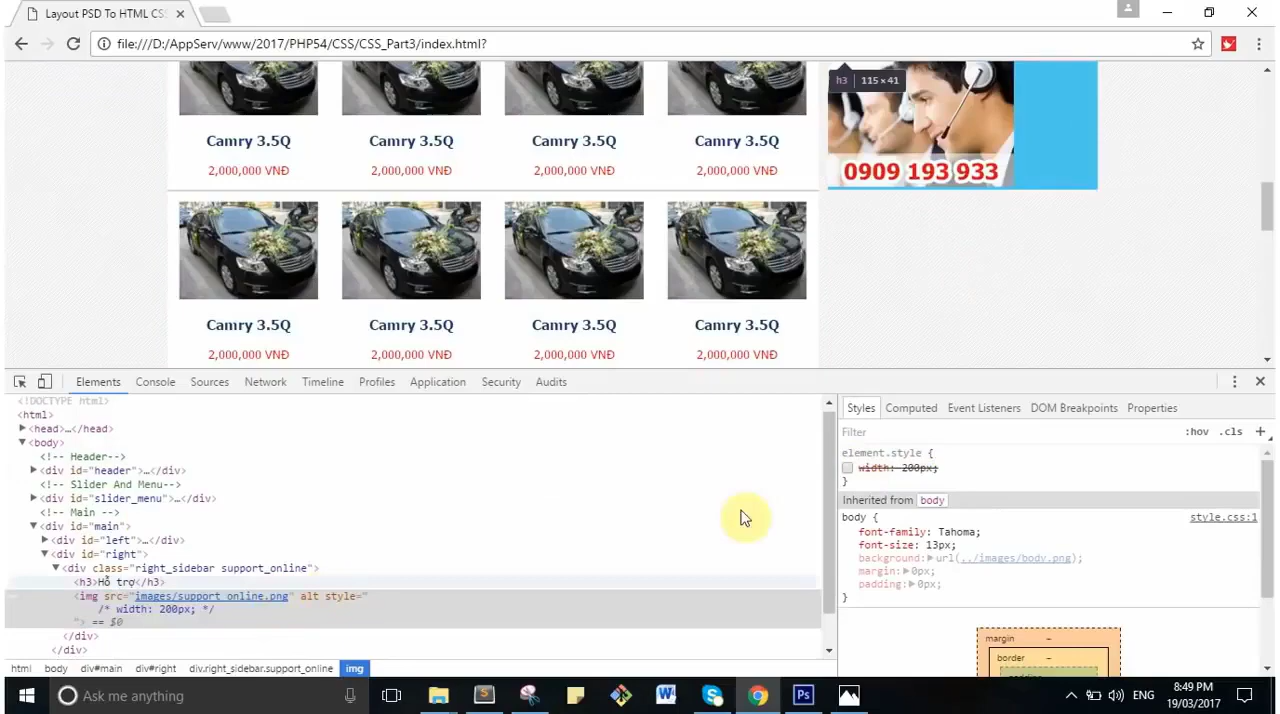 Layout PSD To HTML CSS
file:///D:/AppServ/www/2017/PHP54/CSS/CSS_Part3/index.html?
h3 115 × 41
0909 193 933
Camry 3.5Q Camry 3.5Q Camry 3.5Q Camry 3.5Q
2,000,000 VNĐ 2,000,000 VNĐ 2,000,000 VNĐ 2,000,000 VNĐ
Camry 3.5Q Camry 3.5Q Camry 3.5Q Camry 3.5Q
2,000,000 VNĐ 2,000,000 VNĐ 2,000,000 VNĐ 2,000,000 VNĐ
Elements Console Sources Network Timeline Profiles Application Security Audits
<!DOCTYPE html>
<html>
<head>…</head>
<body>
<!-- Header-->
<div id="header">…</div>
<!-- Slider And Menu-->
<div id="slider_menu">…</div>
<!-- Main -->
<div id="main">
<div id="left">…</div>
<div id="right">
<div class="right_sidebar support_online">
<h3>Hỗ trợ</h3>
<img src="images/support_online.png" alt style="
/* width: 200px; */
"> == $0
</div>
</div>
html body div#main div#right div.right_sidebar.support_online img
Styles Computed Event Listeners DOM Breakpoints Properties
Filter :hov .cls +
element.style {
width: 200px;
}
Inherited from body
body { style.css:1
font-family: Tahoma;
font-size: 13px;
background: url(../images/body.png);
margin: 0px;
padding: 0px;
}
margin –
border –
Ask me anything
ENG
8:49 PM
19/03/2017